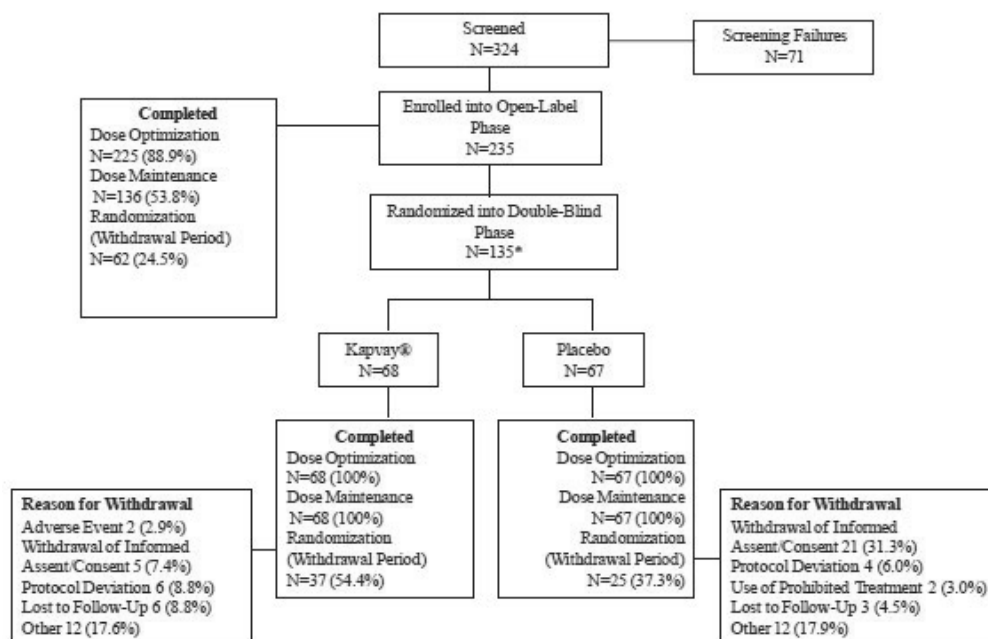 Screened
N=324
Screening Failures
N=71
Enrolled into Open-Label
Phase
N=235
Completed
Dose Optimization
N=225 (88.9%)
Dose Maintenance
N=136 (53.8%)
Randomization
(Withdrawal Period)
N=62 (24.5%)
Randomized into Double-Blind
Phase
N=135*
Kapvay®
N=68
Placebo
N=67
Completed
Dose Optimization
N=68 (100%)
Dose Maintenance
N=68 (100%)
Randomization
(Withdrawal Period)
N=37 (54.4%)
Completed
Dose Optimization
N=67 (100%)
Dose Maintenance
N=67 (100%)
Randomization
(Withdrawal Period)
N=25 (37.3%)
Reason for Withdrawal
Adverse Event 2 (2.9%)
Withdrawal of Informed
Assent/Consent 5 (7.4%)
Protocol Deviation 6 (8.8%)
Lost to Follow-Up 6 (8.8%)
Other 12 (17.6%)
Reason for Withdrawal
Withdrawal of Informed
Assent/Consent 21 (31.3%)
Protocol Deviation 4 (6.0%)
Use of Prohibited Treatment 2 (3.0%)
Lost to Follow-Up 3 (4.5%)
Other 12 (17.9%)